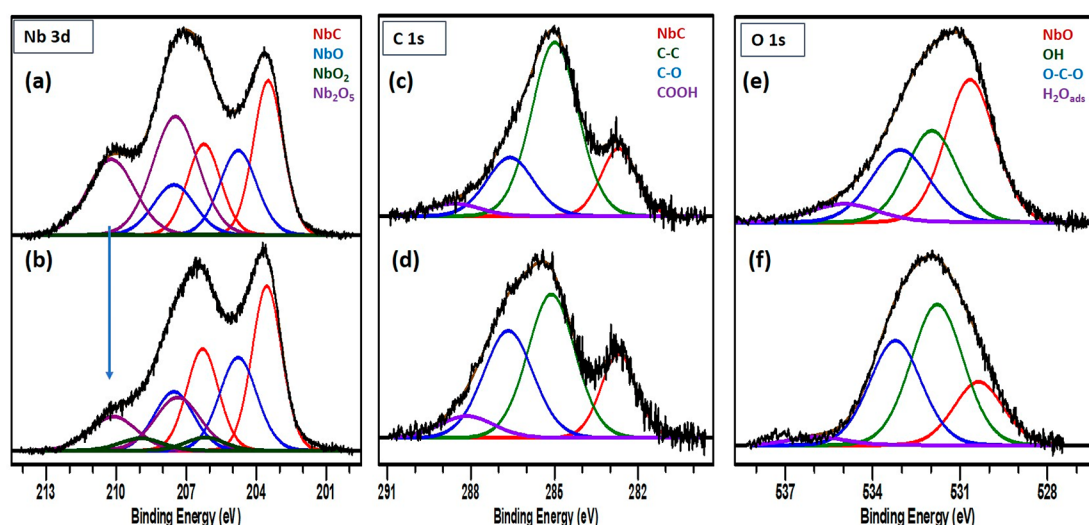 Nb 3d
NbC
NbO
NbO₂
Nb₂O₅
(a)
(b)
213 210 207 204 201
Binding Energy (eV)
C 1s
NbC
C-C
C-O
COOH
(c)
(d)
291 288 285 282
Binding Energy (eV)
O 1s
NbO
OH
O-C-O
H₂Oads
(e)
(f)
537 534 531 528
Binding Energy (eV)